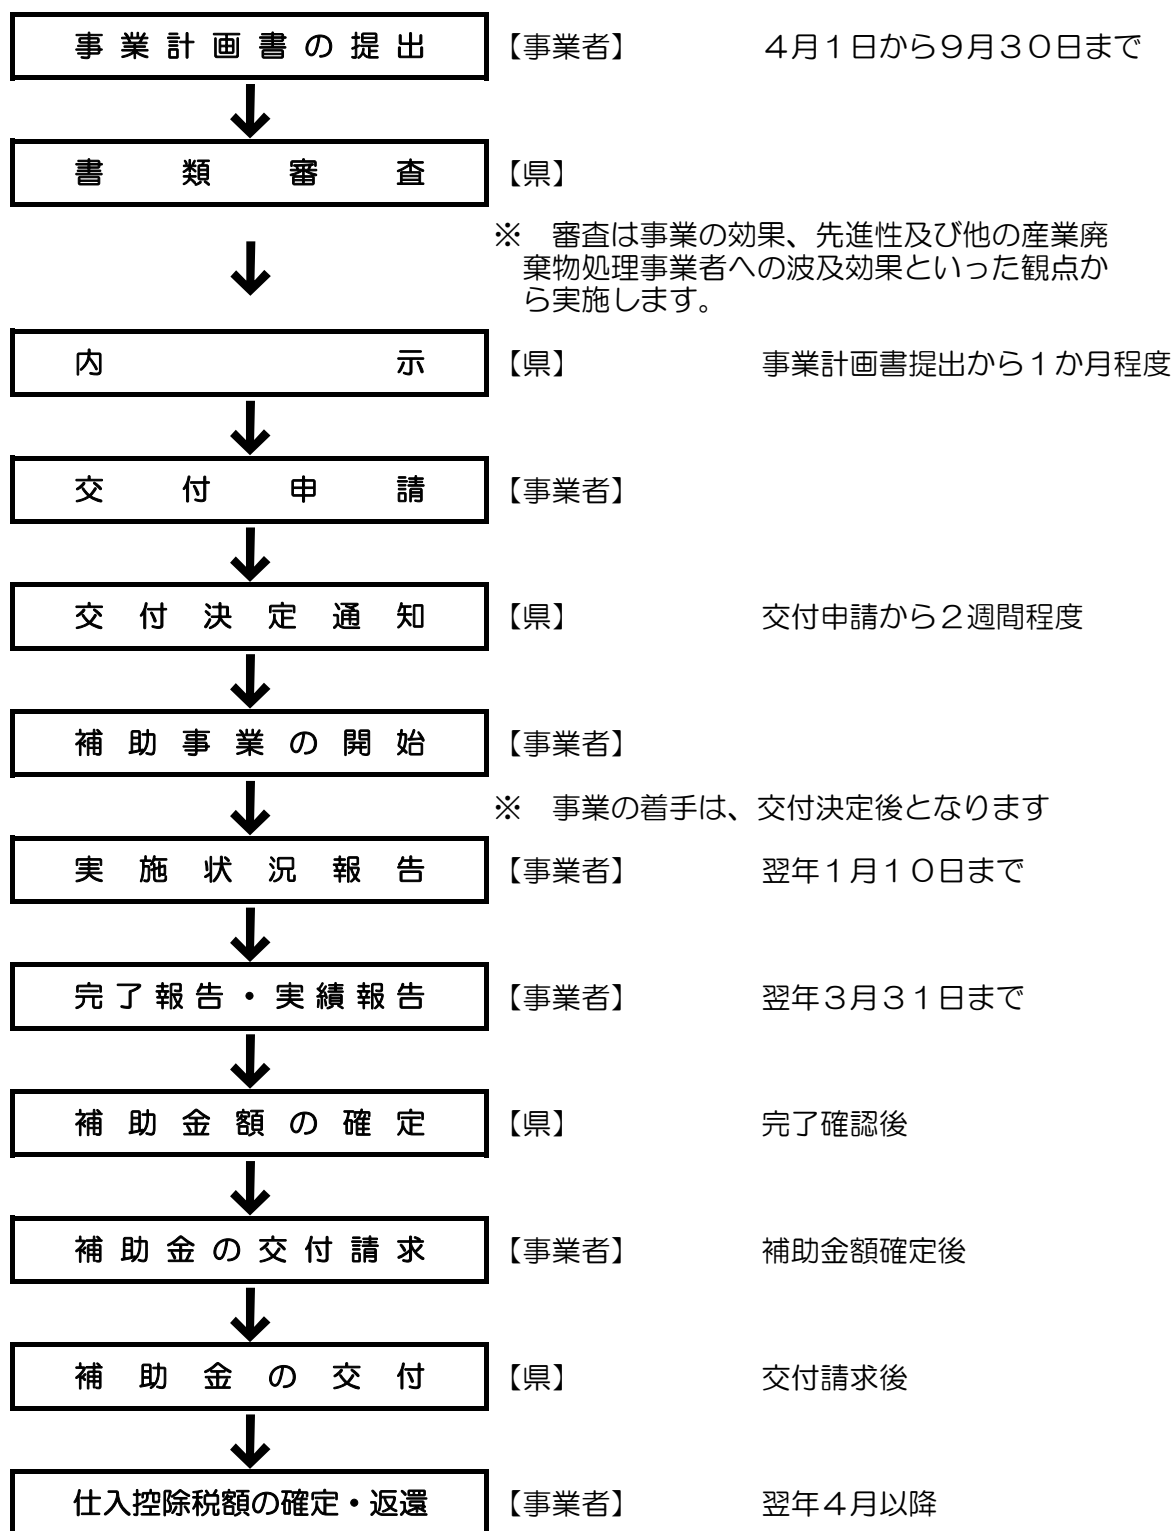 事業計画書の提出 【事業者】 ４月１日から９月３０日まで
書類審査 【県】
※　審査は事業の効果、先進性及び他の産業廃
棄物処理事業者への波及効果といった観点か
ら実施します。
内示 【県】 事業計画書提出から１か月程度
交付申請 【事業者】
交付決定通知 【県】 交付申請から２週間程度
補助事業の開始 【事業者】
※　事業の着手は、交付決定後となります
実施状況報告 【事業者】 翌年１月１０日まで
完了報告・実績報告 【事業者】 翌年３月３１日まで
補助金額の確定 【県】 完了確認後
補助金の交付請求 【事業者】 補助金額確定後
補助金の交付 【県】 交付請求後
仕入控除税額の確定・返還 【事業者】 翌年４月以降